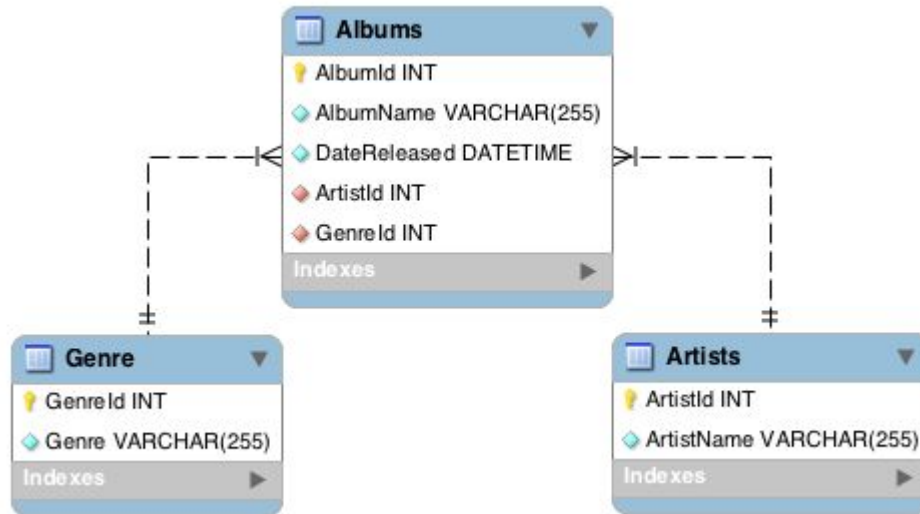 Albums
AlbumId INT
AlbumName VARCHAR(255)
DateReleased DATETIME
ArtistId INT
GenreId INT
Indexes
Genre
GenreId INT
Genre VARCHAR(255)
Indexes
Artists
ArtistId INT
ArtistName VARCHAR(255)
Indexes